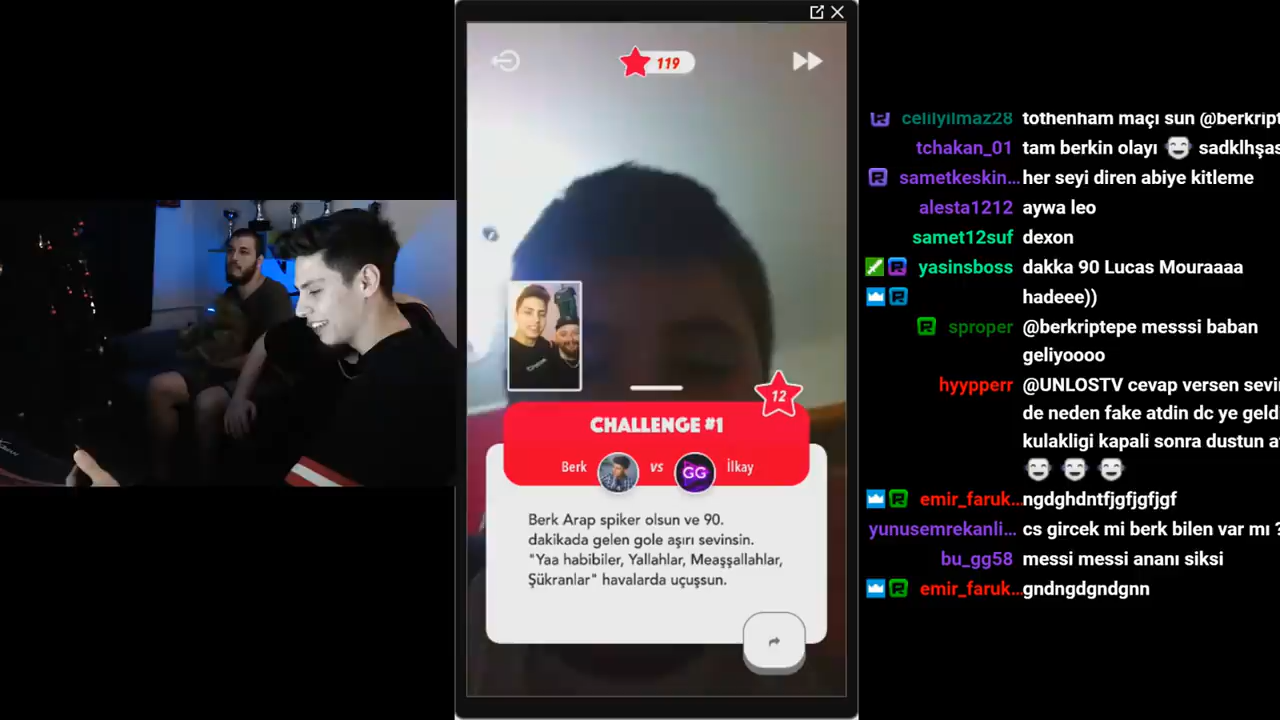 119
12
CHALLENGE #1
Berk vs GG İlkay
Berk Arap spiker olsun ve 90.
dakikada gelen gole aşırı sevinsin.
"Yaa habibiler, Yallahlar, Meaşşallahlar,
Şükranlar" havalarda uçuşsun.
celilyilmaz28 tothenham maçı sun @berkript
tchakan_01 tam berkin olayı sadklhşas
sametkeskin... her seyi diren abiye kitleme
alesta1212 aywa leo
samet12suf dexon
yasinsboss dakka 90 Lucas Mouraaaa
hadeee))
sproper @berkriptepe messsi baban
geliyoooo
hyypperr @UNLOSTV cevap versen sevin
de neden fake atdin dc ye geld
kulakligi kapali sonra dustun a
emir_faruk... ngdghdntfjgfjgfjgf
yunusemrekanli... cs gircek mi berk bilen var mı ?
bu_gg58 messi messi ananı siksi
emir_faruk... gndngdgndgnn